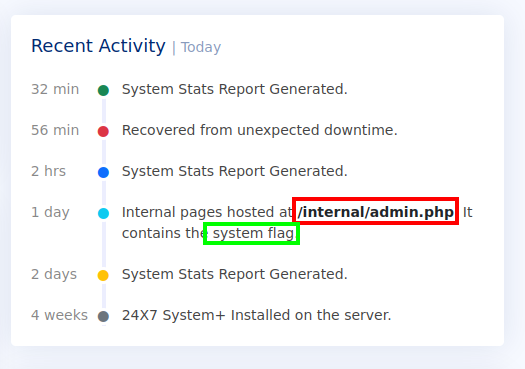 Recent Activity | Today
32 min System Stats Report Generated.
56 min Recovered from unexpected downtime.
2 hrs System Stats Report Generated.
1 day Internal pages hosted at /internal/admin.php. It
contains the system flag.
2 days System Stats Report Generated.
4 weeks 24X7 System+ Installed on the server.